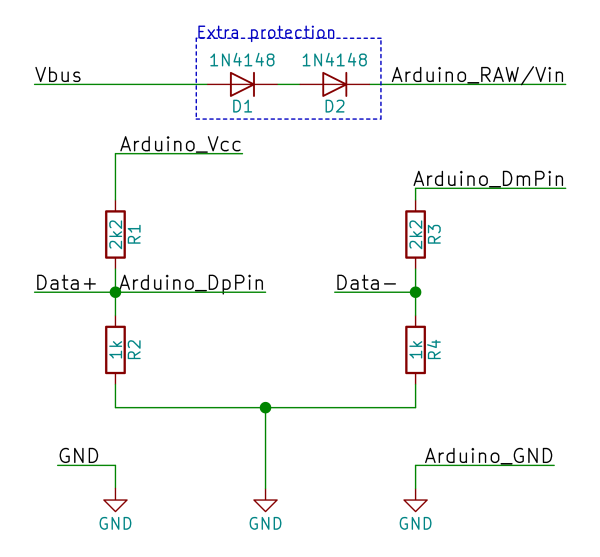 Extra protection
1N4148 1N4148
Vbus
Arduino_RAW/Vin
D1 D2
Arduino_Vcc
Arduino_DmPin
2k2 R1
2k2 R3
Data+
Arduino_DpPin
Data-
1k R2
1k R4
GND
Arduino_GND
GND GND GND